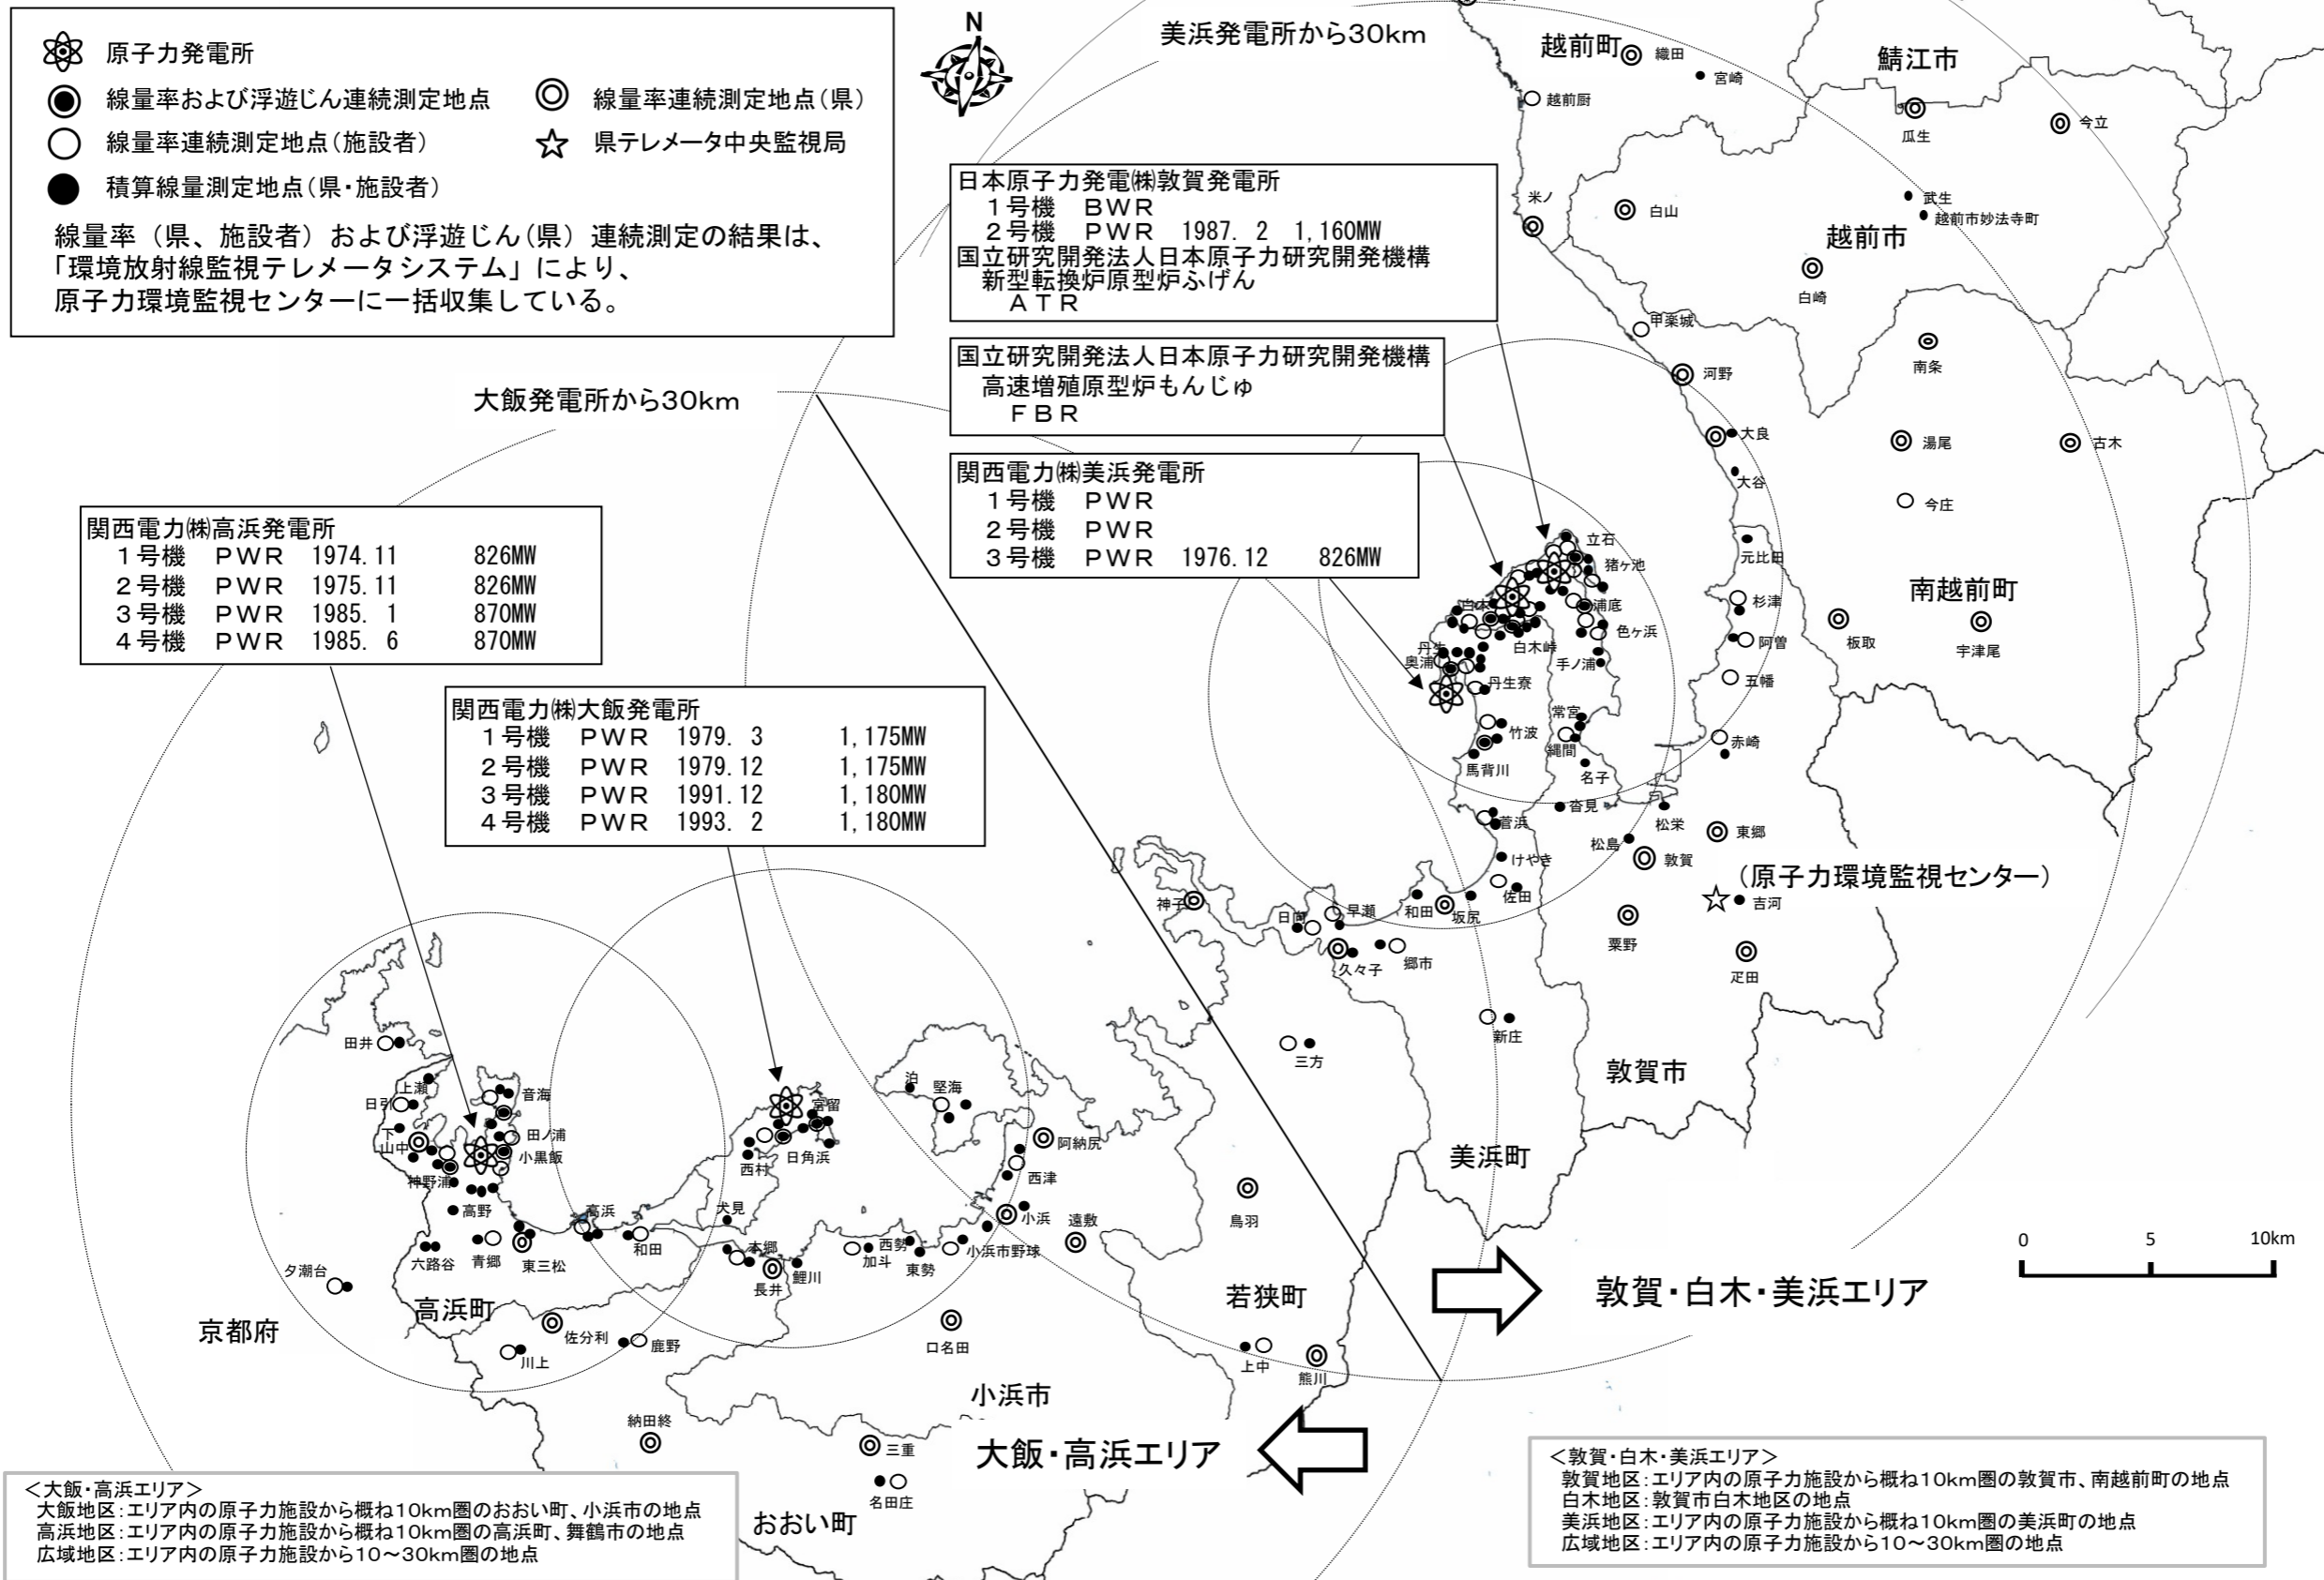 原子力発電所
線量率および浮遊じん連続測定地点
線量率連続測定地点(県)
線量率連続測定地点(施設者)
県テレメータ中央監視局
積算線量測定地点(県・施設者)
線量率（県、施設者）および浮遊じん(県）連続測定の結果は、
「環境放射線監視テレメータシステム」により、
原子力環境監視センターに一括収集している。
N
美浜発電所から30km
大飯発電所から30km
日本原子力発電㈱敦賀発電所
1号機 BWR
2号機 PWR 1987. 2 1,160MW
国立研究開発法人日本原子力研究開発機構
新型転換炉原型炉ふげん
ATR
国立研究開発法人日本原子力研究開発機構
高速増殖原型炉もんじゅ
FBR
関西電力㈱美浜発電所
1号機 PWR
2号機 PWR
3号機 PWR 1976.12 826MW
関西電力㈱高浜発電所
1号機 PWR 1974.11 826MW
2号機 PWR 1975.11 826MW
3号機 PWR 1985. 1 870MW
4号機 PWR 1985. 6 870MW
関西電力㈱大飯発電所
1号機 PWR 1979. 3 1,175MW
2号機 PWR 1979.12 1,175MW
3号機 PWR 1991.12 1,180MW
4号機 PWR 1993. 2 1,180MW
越前町
織田
宮崎
鯖江市
越前厨
瓜生
今立
米ノ
白山
武生
越前市妙法寺町
越前市
白崎
甲楽城
南条
河野
大良
湯尾
古木
大谷
今庄
元比田
南越前町
杉津
阿曽
板取
宇津尾
五幡
赤崎
立石
猪ヶ池
浦底
色ヶ浜
白木
白木峠
手ノ浦
丹生
奥浦
丹生寮
竹波
常宮
縄間
馬背川
名子
沓見
松栄
菅浜
松島
東郷
敦賀
けやき
(原子力環境監視センター)
吉河
佐田
神子
日向
早瀬
和田
坂尻
粟野
久々子
郷市
疋田
新庄
三方
敦賀市
美浜町
田井
上瀬
日引
音海
下
山中
田ノ浦
小黒飯
神野浦
高野
高浜
六路谷
青郷
東三松
和田
夕潮台
高浜町
京都府
佐分利
川上
鹿野
泊
堅海
宮留
西村
日角浜
阿納尻
西津
犬見
小浜
遠敷
鳥羽
本郷
長井
鯉川
加斗
西勢
東勢
小浜市野球
若狭町
口名田
上中
熊川
小浜市
納田終
三重
名田庄
おおい町
0 5 10km
敦賀・白木・美浜エリア
大飯・高浜エリア
＜大飯・高浜エリア＞
大飯地区：エリア内の原子力施設から概ね10km圏のおおい町、小浜市の地点
高浜地区：エリア内の原子力施設から概ね10km圏の高浜町、舞鶴市の地点
広域地区：エリア内の原子力施設から10～30km圏の地点
＜敦賀・白木・美浜エリア＞
敦賀地区：エリア内の原子力施設から概ね10km圏の敦賀市、南越前町の地点
白木地区：敦賀市白木地区の地点
美浜地区：エリア内の原子力施設から概ね10km圏の美浜町の地点
広域地区：エリア内の原子力施設から10～30km圏の地点